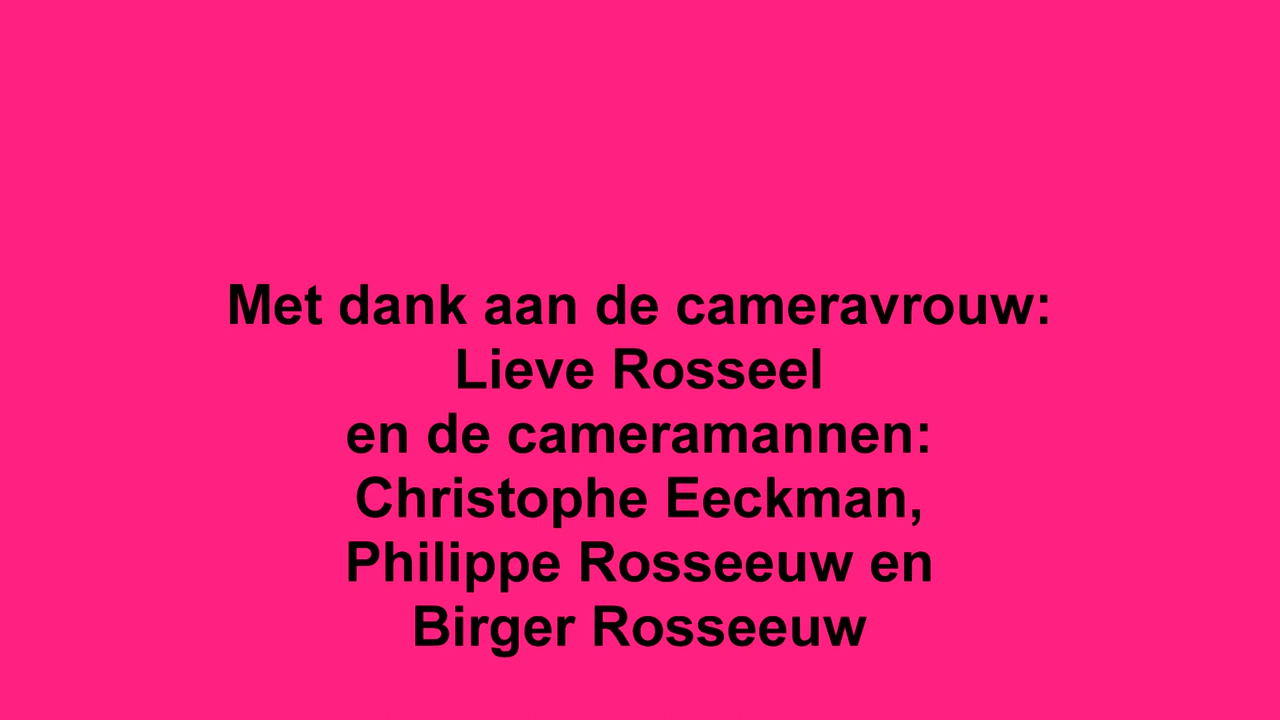 Met dank aan de cameravrouw:
Lieve Rosseel
en de cameramannen:
Christophe Eeckman,
Philippe Rosseeuw en
Birger Rosseeuw